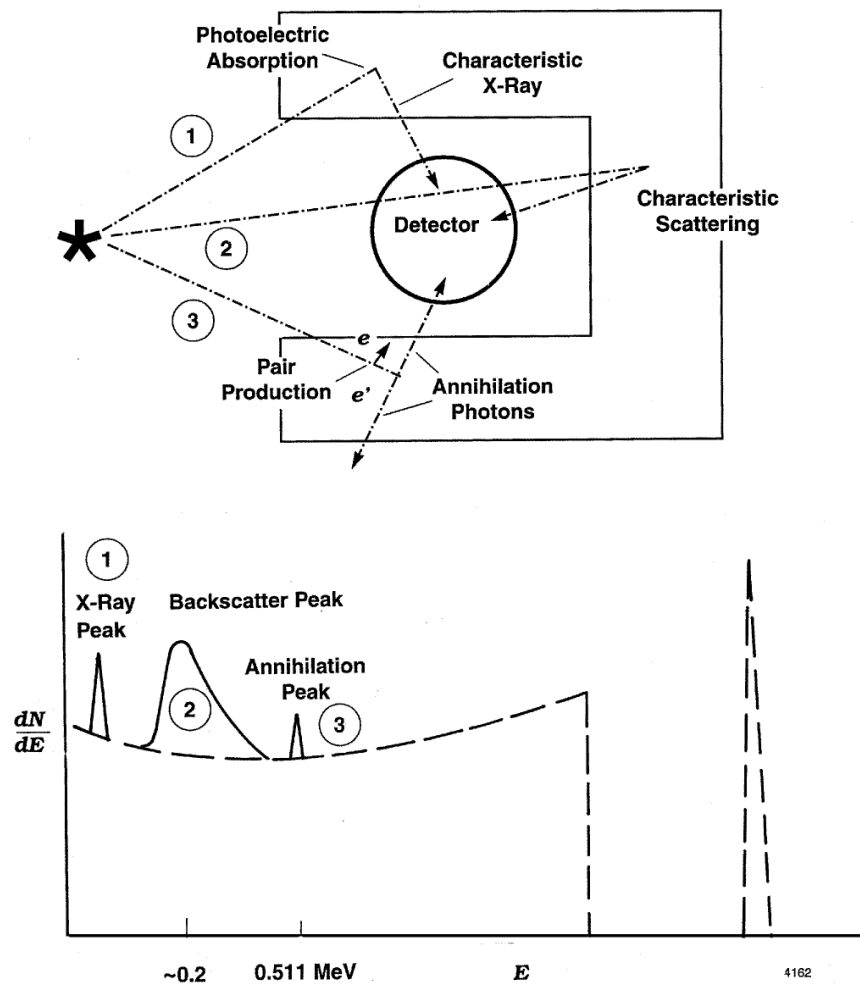 Photoelectric
Absorption
Characteristic
X-Ray
1
*
2
Detector
Characteristic
Scattering
3
e
Pair
Production
e'
Annihilation
Photons
1
X-Ray
Peak
Backscatter Peak
Annihilation
Peak
2
3
dN
dE
~0.2
0.511 MeV
E
4162